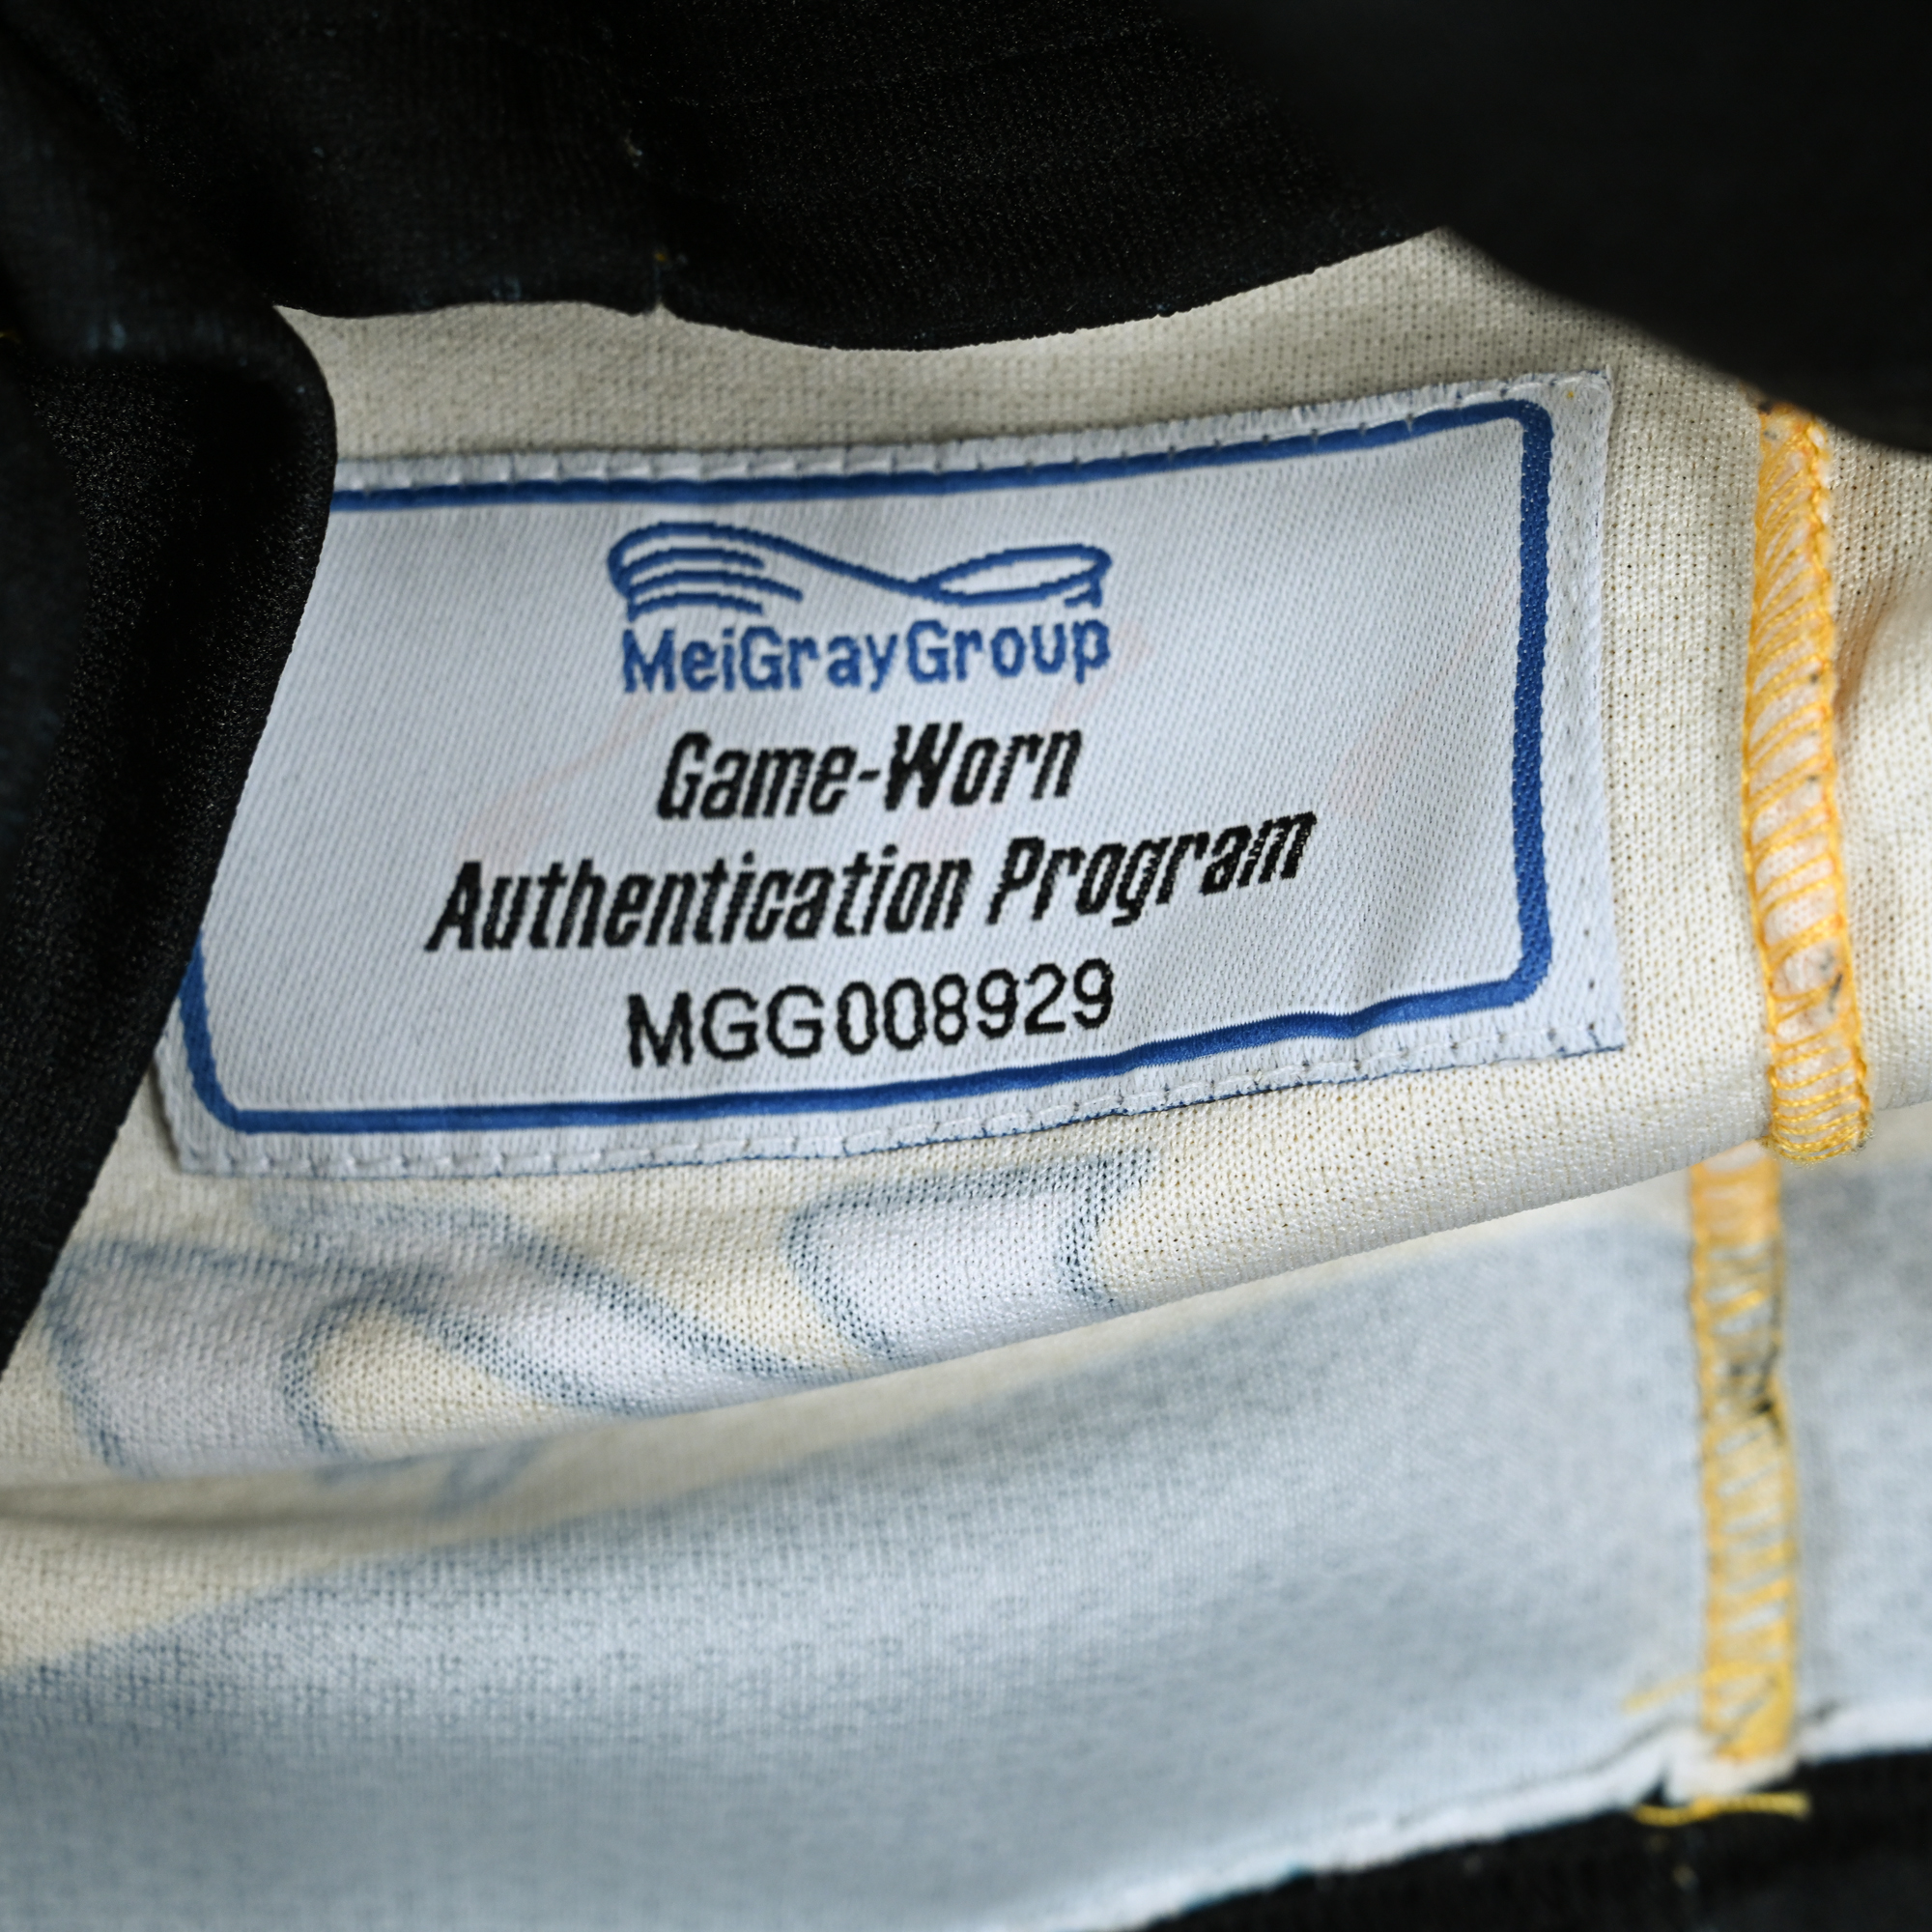 MeiGrayGroup
Game-Worn
Authentication Program
MGG008929